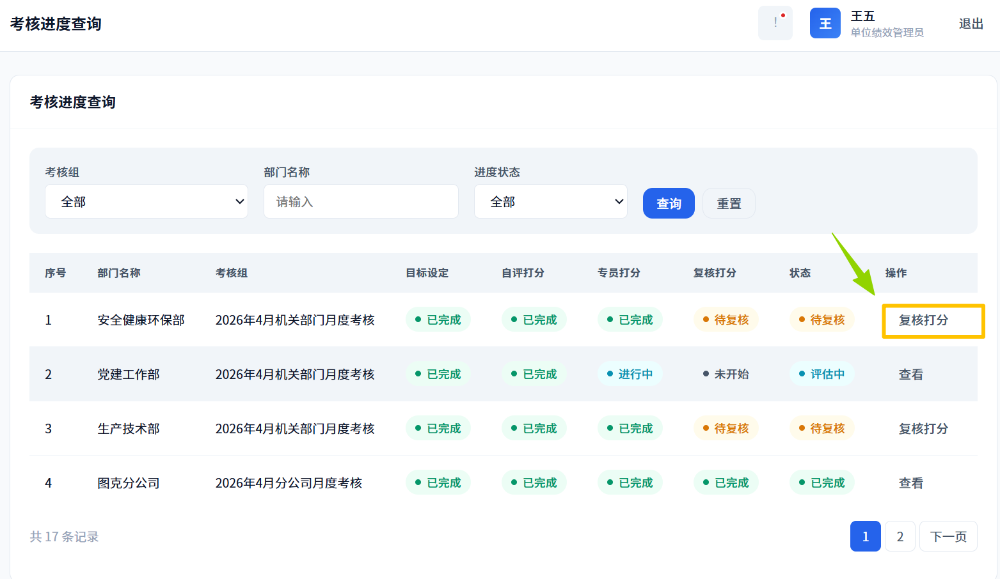 考核进度查询
!
王
王五
单位绩效管理员
退出
考核进度查询
考核组
部门名称
进度状态
全部
请输入
全部
查询
重置
序号 部门名称 考核组 目标设定 自评打分 专员打分 复核打分 状态 操作
1 安全健康环保部 2026年4月机关部门月度考核 已完成 已完成 已完成 待复核 待复核 复核打分
2 党建工作部 2026年4月机关部门月度考核 已完成 已完成 进行中 未开始 评估中 查看
3 生产技术部 2026年4月机关部门月度考核 已完成 已完成 已完成 待复核 待复核 复核打分
4 图克分公司 2026年4月分公司月度考核 已完成 已完成 已完成 已完成 已完成 查看
共 17 条记录
1 2 下一页